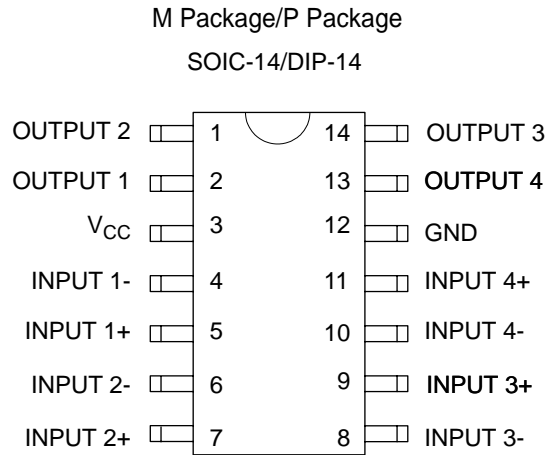 M Package/P Package
SOIC-14/DIP-14
OUTPUT 2 1 14 OUTPUT 3
OUTPUT 1 2 13 OUTPUT 4
VCC 3 12 GND
INPUT 1- 4 11 INPUT 4+
INPUT 1+ 5 10 INPUT 4-
INPUT 2- 6 9 INPUT 3+
INPUT 2+ 7 8 INPUT 3-